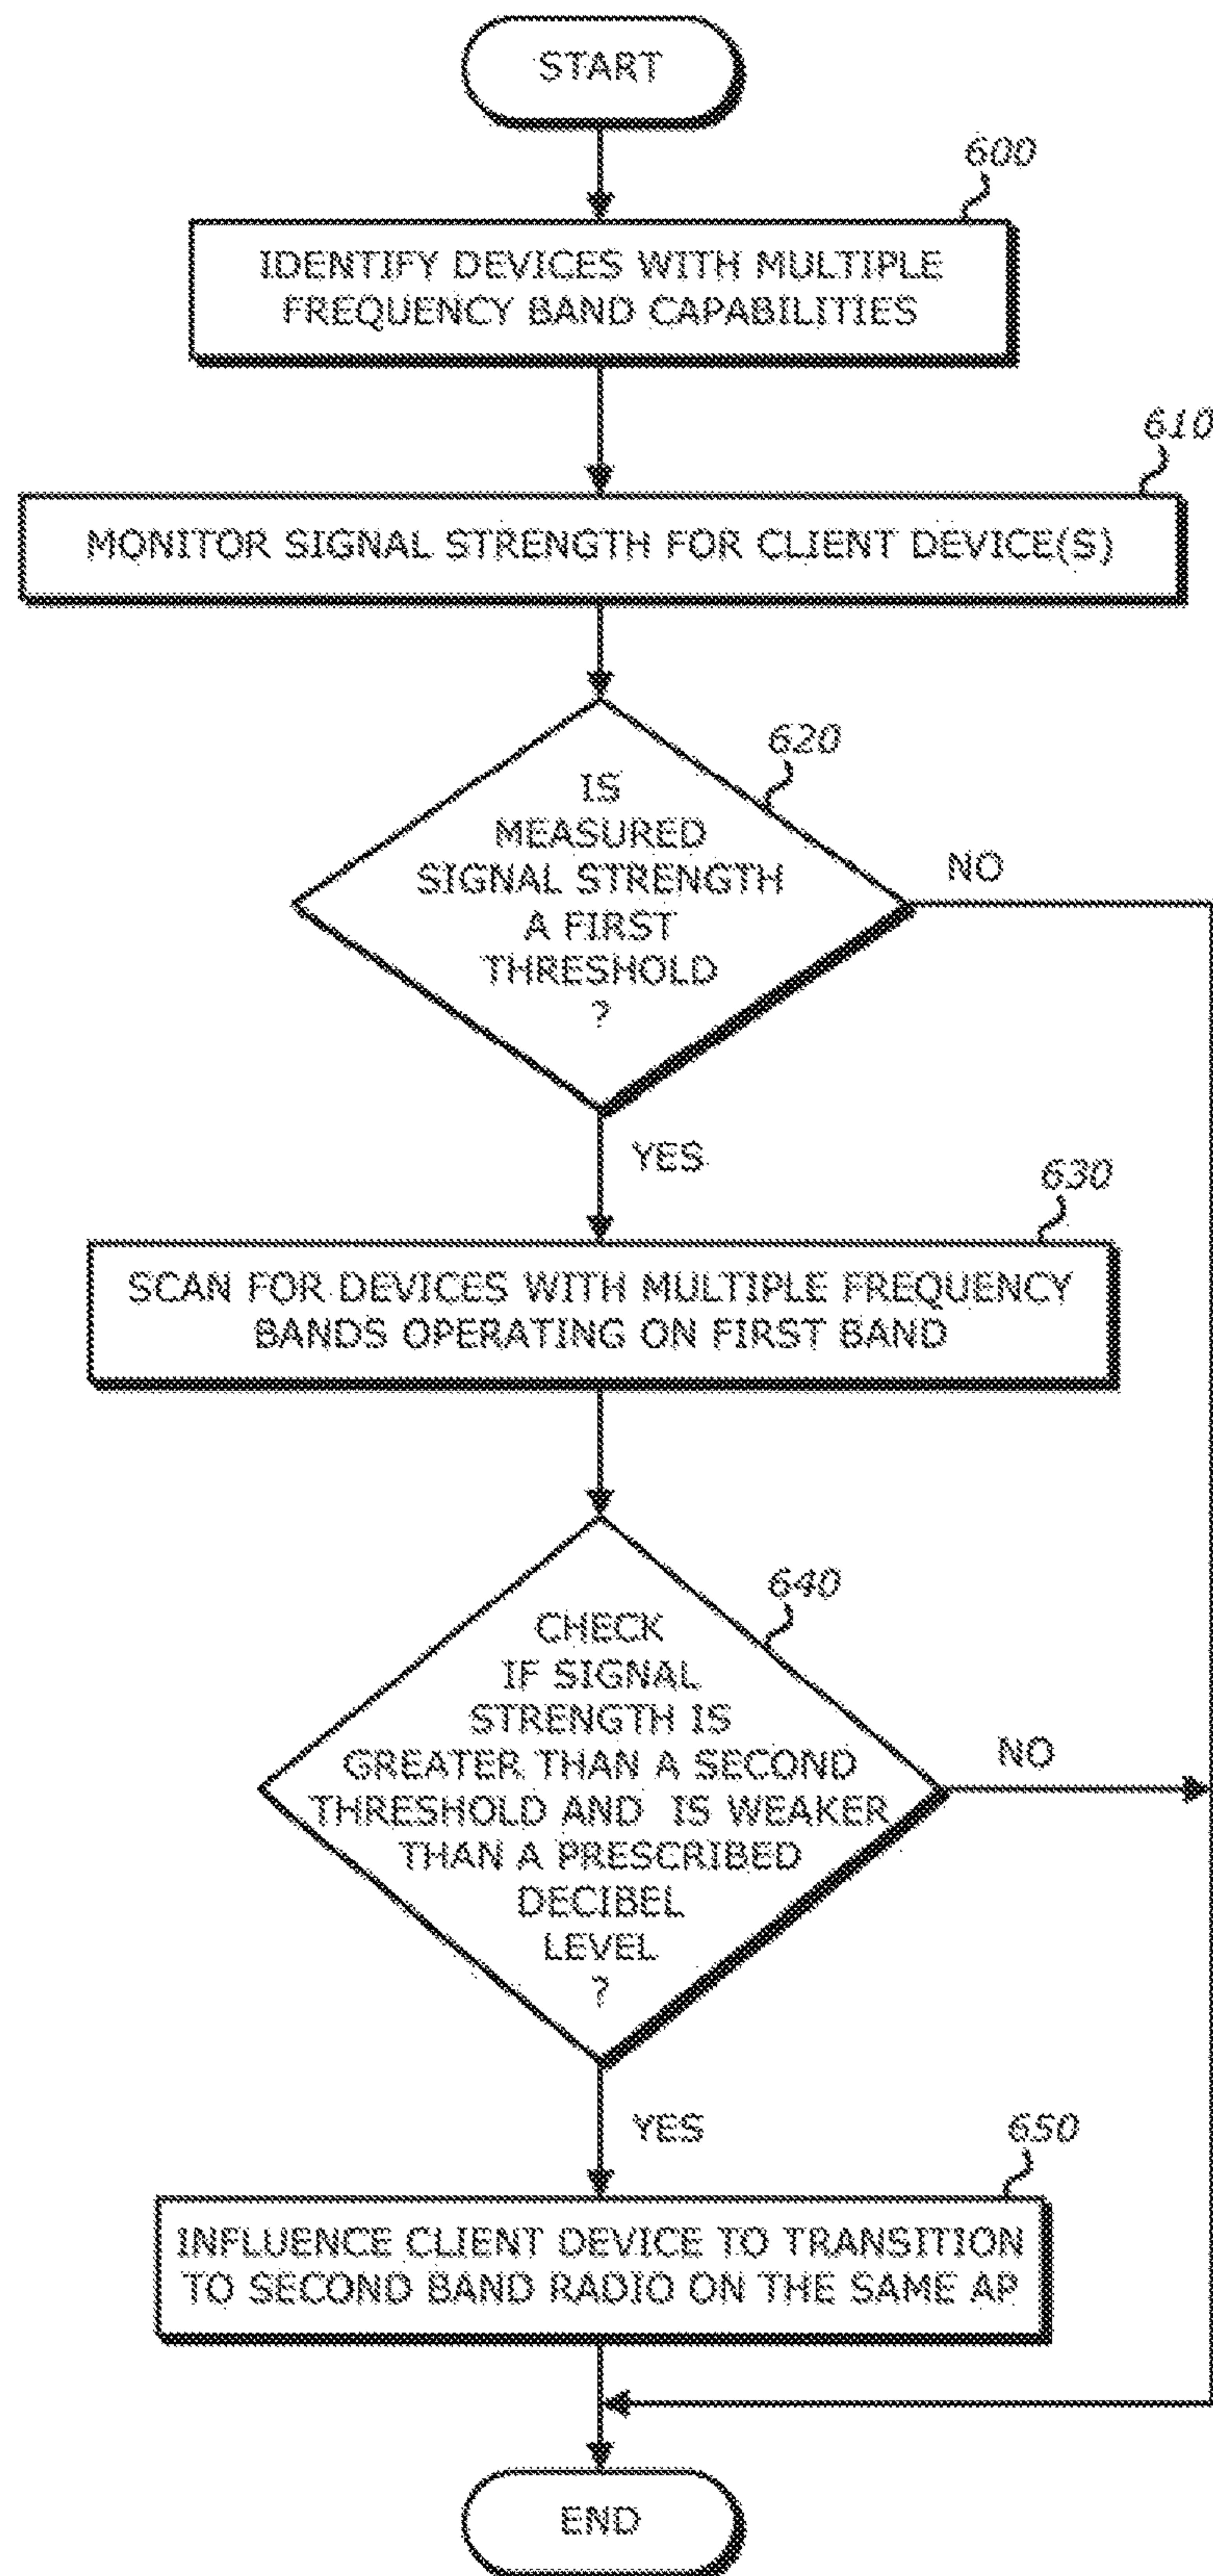 START
600
IDENTIFY DEVICES WITH MULTIPLE
FREQUENCY BAND CAPABILITIES
610
MONITOR SIGNAL STRENGTH FOR CLIENT DEVICE(S)
620
IS
MEASURED
SIGNAL STRENGTH
A FIRST
THRESHOLD
?
NO
YES
630
SCAN FOR DEVICES WITH MULTIPLE FREQUENCY
BANDS OPERATING ON FIRST BAND
640
CHECK
IF SIGNAL
STRENGTH IS
GREATER THAN A SECOND
THRESHOLD AND IS WEAKER
THAN A PRESCRIBED
DECIBEL
LEVEL
?
NO
YES
650
INFLUENCE CLIENT DEVICE TO TRANSITION
TO SECOND BAND RADIO ON THE SAME AP
END